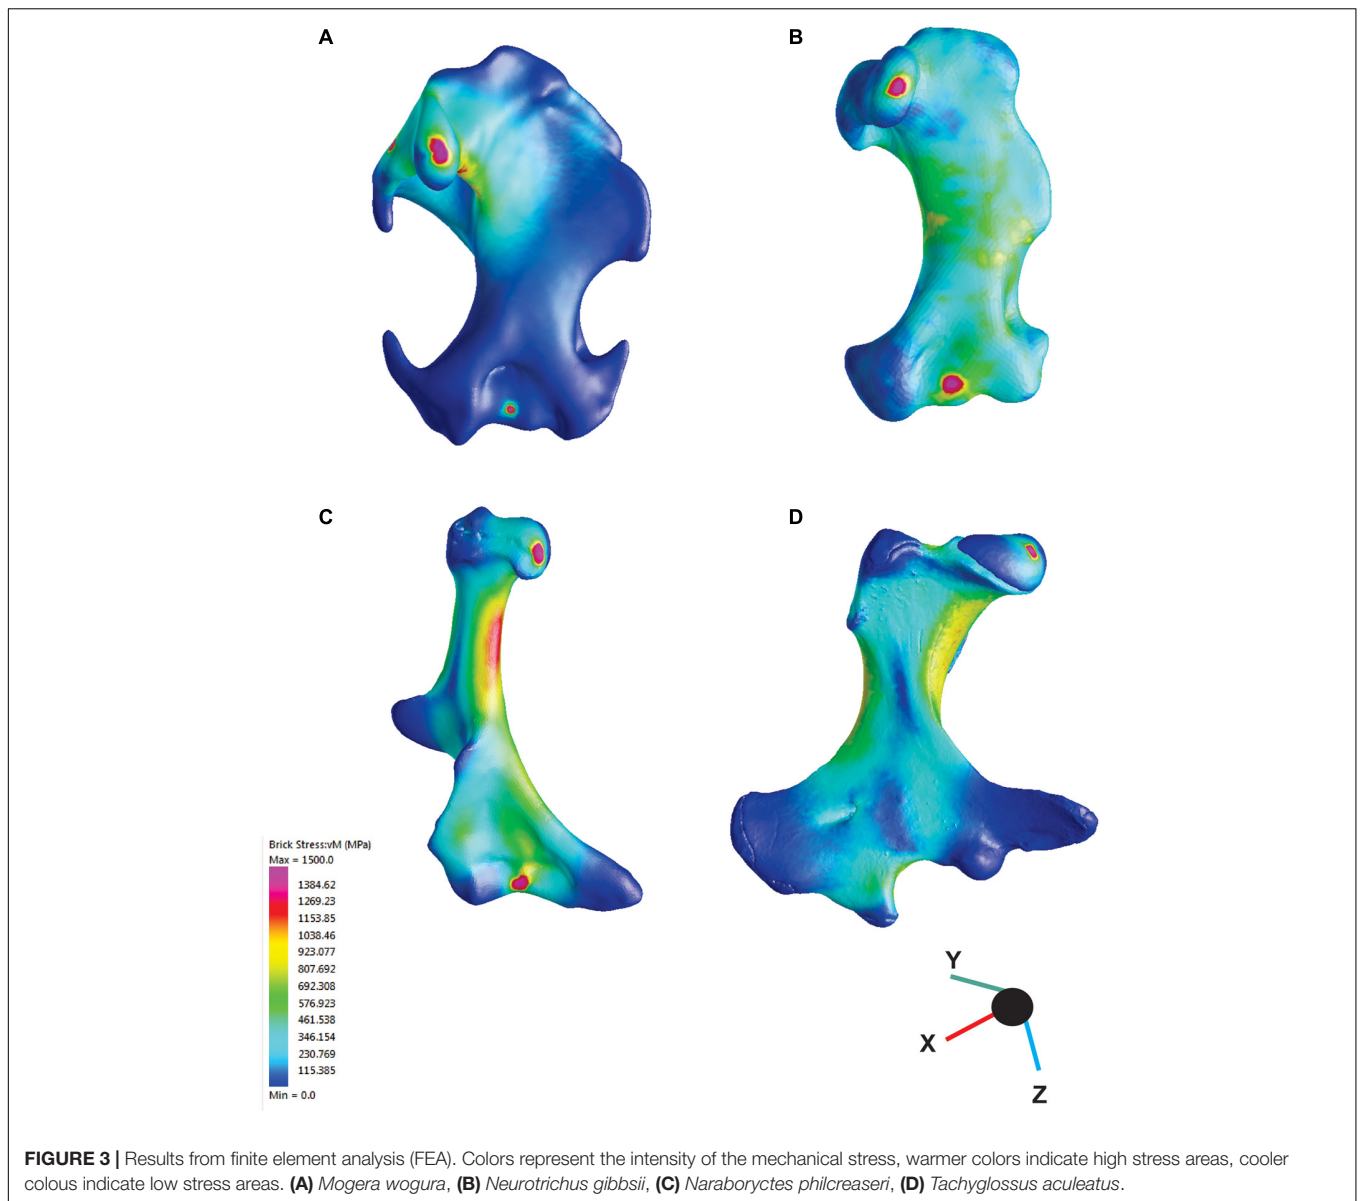 A
B
C
D
Brick Stress:vM (MPa)
Max = 1500.0
1384.62
1269.23
1153.85
1038.46
923.077
807.692
692.308
576.923
461.538
346.154
230.769
115.385
Min = 0.0
Y
X
Z
FIGURE 3 | Results from finite element analysis (FEA). Colors represent the intensity of the mechanical stress, warmer colors indicate high stress areas, cooler
colous indicate low stress areas. (A) Mogera wogura, (B) Neurotrichus gibbsii, (C) Naraboryctes philcreaseri, (D) Tachyglossus aculeatus.